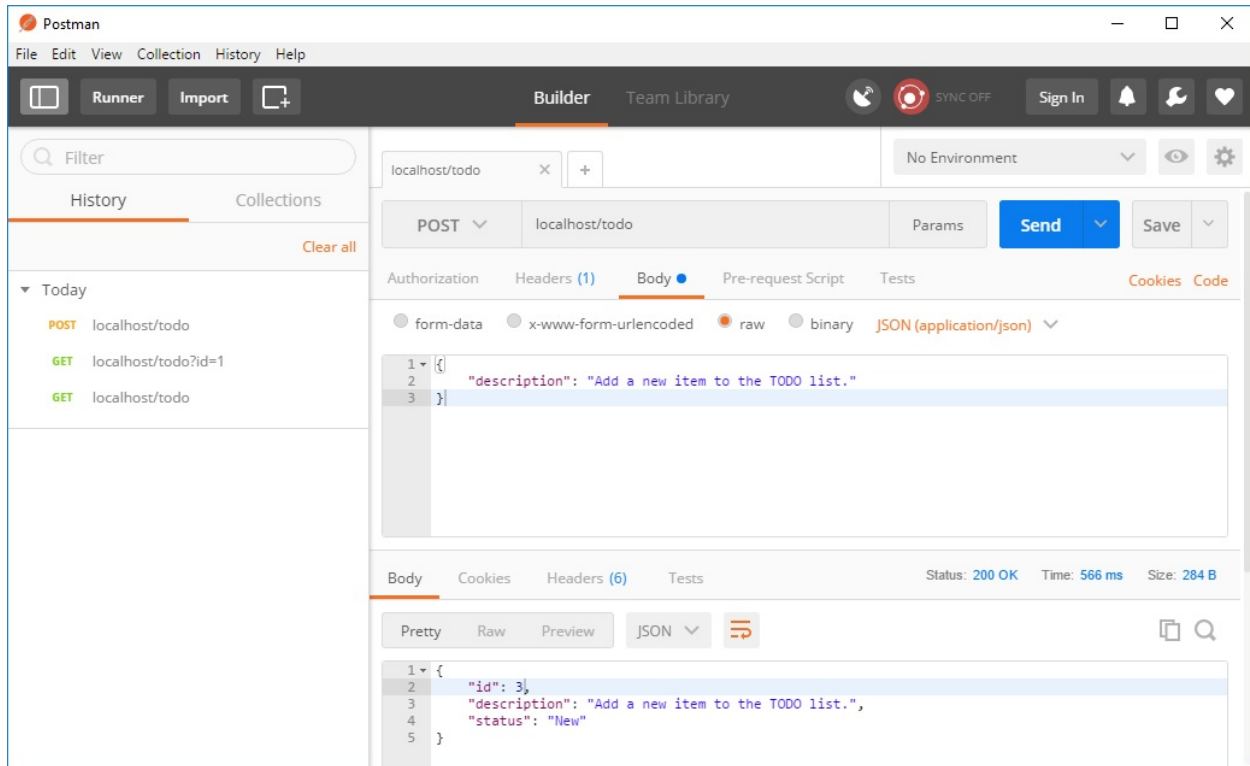 Postman
File Edit View Collection History Help
Runner Import Builder Team Library SYNC OFF Sign In
Filter
History Collections
Clear all
Today
POST localhost/todo
GET localhost/todo?id=1
GET localhost/todo
localhost/todo
No Environment
POST localhost/todo Params Send Save
Authorization Headers (1) Body Pre-request Script Tests Cookies Code
form-data x-www-form-urlencoded raw binary JSON (application/json)
1 {
2 "description": "Add a new item to the TODO list."
3 }
Body Cookies Headers (6) Tests Status: 200 OK Time: 566 ms Size: 284 B
Pretty Raw Preview JSON
1 {
2 "id": 3,
3 "description": "Add a new item to the TODO list.",
4 "status": "New"
5 }